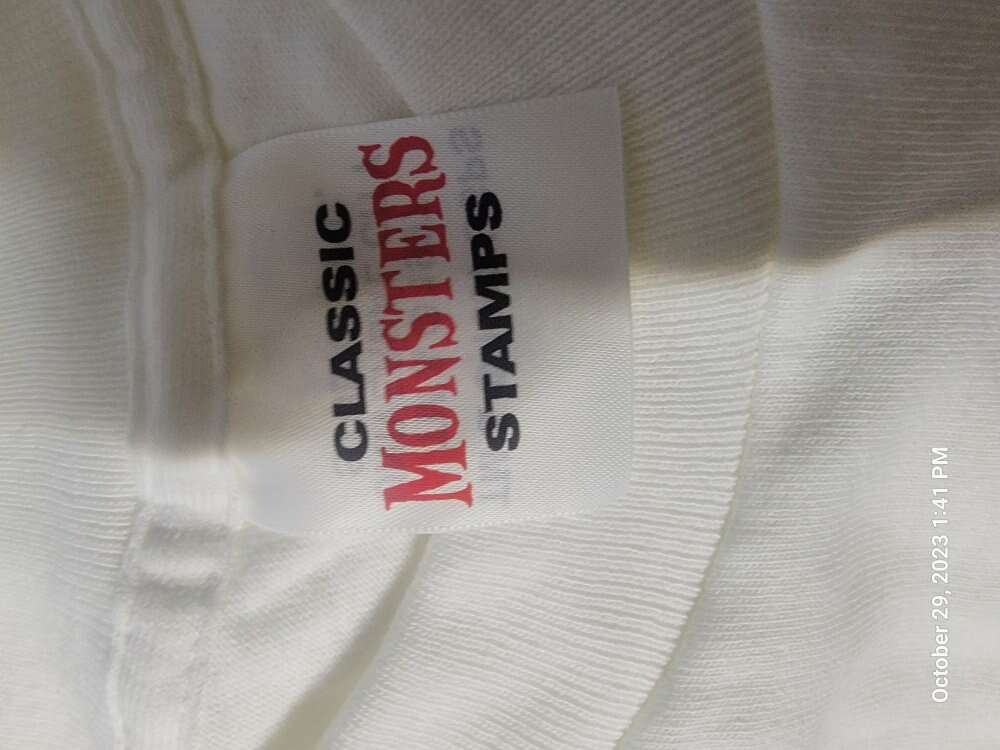 CLASSIC
MONSTERS
STAMPS
October 29, 2023 1:41 PM